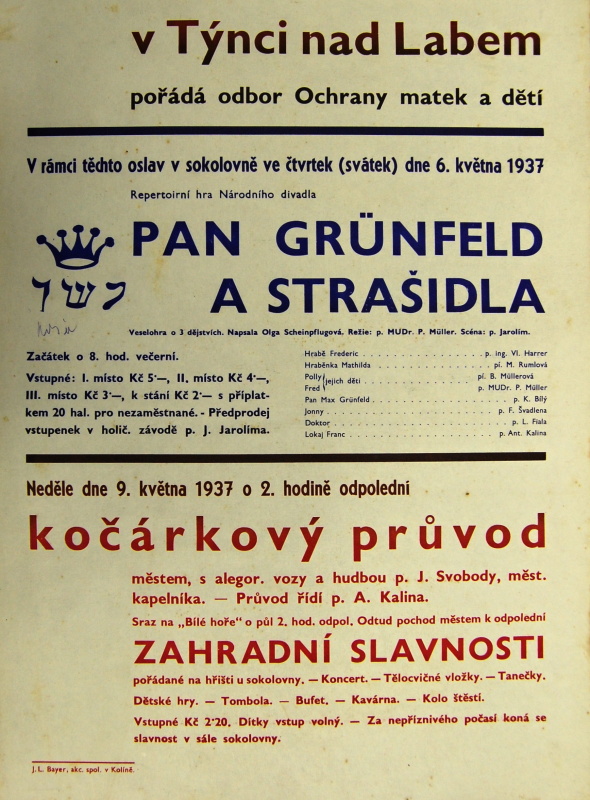 v Týnci nad Labem
pořádá odbor Ochrany matek a dětí
V rámci těchto oslav v sokolovně ve čtvrtek (svátek) dne 6. května 1937
Repertoirní hra Národního divadla
PAN GRÜNFELD
A STRAŠIDLA
כשר
Veselohra o 3 dějstvích. Napsala Olga Scheinpflugová. Režie: p. MUDr. P. Müller. Scéna: p. Jarolím.
Začátek o 8. hod. večerní.
Vstupné: I. místo Kč 5·—, II. místo Kč 4·—,
III. místo Kč 3·—, k stání Kč 2·— s příplat-
kem 20 hal. pro nezaměstnané. - Předprodej
vstupenek v holič. závodě p. J. Jarolíma.
Hrabě Frederic . . . . . . . . . . p. ing. Vl. Harrer
Hraběnka Mathilda . . . . . . . . . . pí. M. Rumlová
Polly } jejich děti . . . . . . . . . . pí. B. Müllerová
Fred } p. MUDr. P. Müller
Pan Max Grünfeld . . . . . . . . . . p. K. Bílý
Jonny . . . . . . . . . . p. F. Švadlena
Doktor . . . . . . . . . . p. L. Fiala
Lokaj Franc . . . . . . . . . . p. Ant. Kalina
Neděle dne 9. května 1937 o 2. hodině odpolední
kočárkový průvod
městem, s alegor. vozy a hudbou p. J. Svobody, měst.
kapelníka. — Průvod řídí p. A. Kalina.
Sraz na „Bílé hoře" o půl 2. hod. odpol. Odtud pochod městem k odpolední
ZAHRADNÍ SLAVNOSTI
pořádané na hřišti u sokolovny. — Koncert. — Tělocvičné vložky. — Tanečky.
Dětské hry. — Tombola. — Bufet. — Kavárna. — Kolo štěstí.
Vstupné Kč 2·20. Dítky vstup volný. — Za nepříznivého počasí koná se
slavnost v sále sokolovny.
J. L. Bayer, akc. spol. v Kolíně.